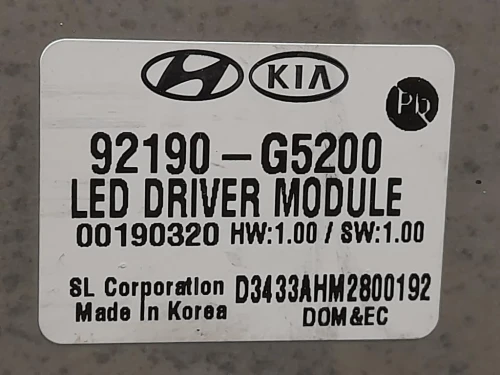 KIA
Pb
92190-G5200
LED DRIVER MODULE
00190320 HW:1.00 / SW:1.00
SL Corporation D3433AHM2800192
Made In Korea DOM&EC